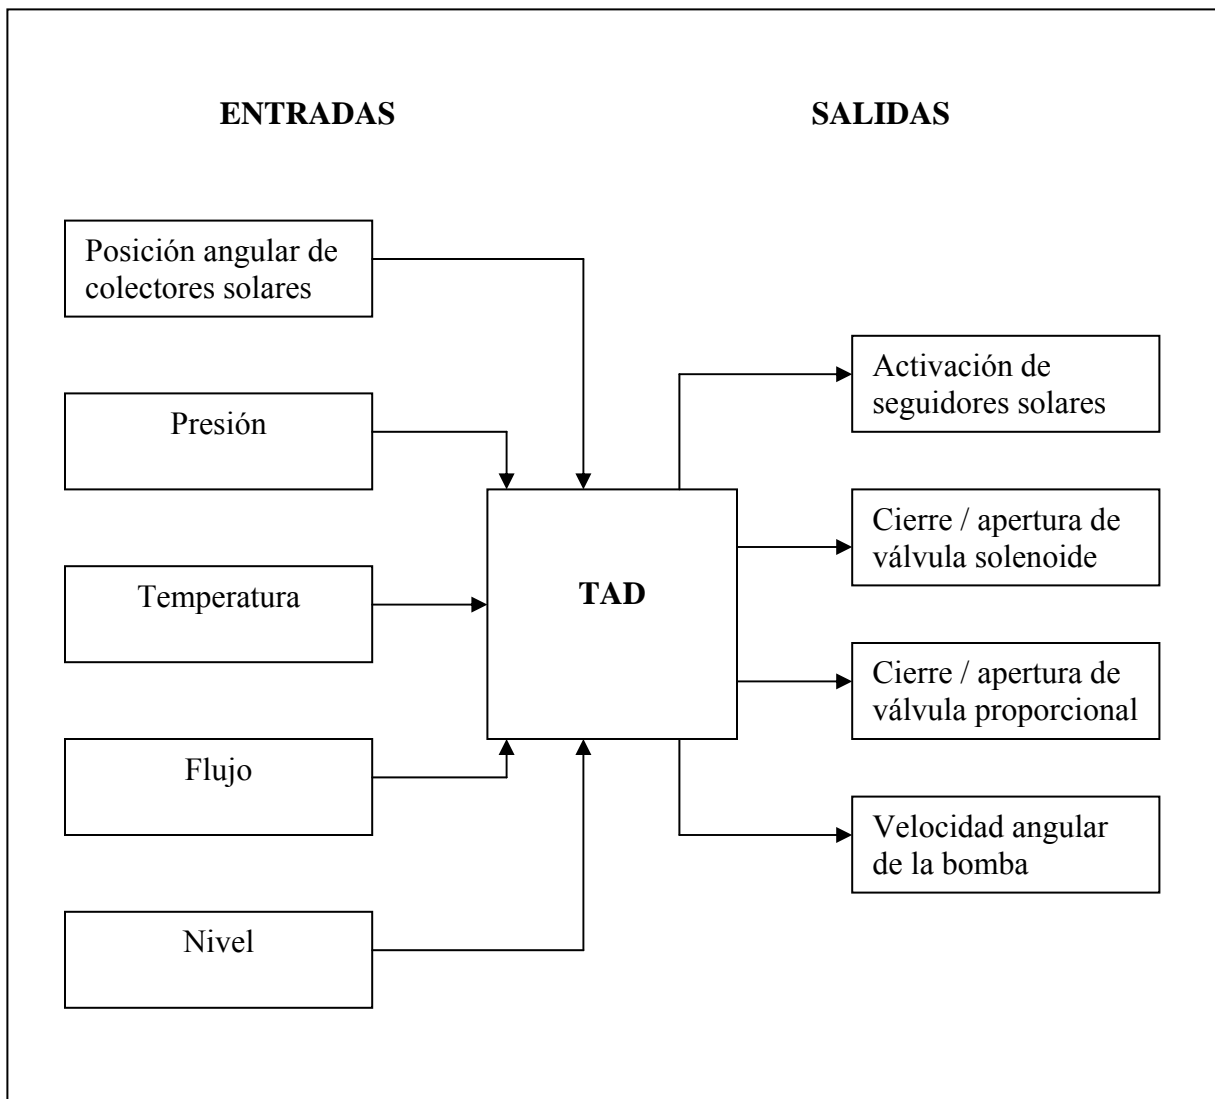 ENTRADAS
SALIDAS
Posición angular de
colectores solares
Presión
Temperatura
Flujo
Nivel
TAD
Activación de
seguidores solares
Cierre / apertura de
válvula solenoide
Cierre / apertura de
válvula proporcional
Velocidad angular
de la bomba